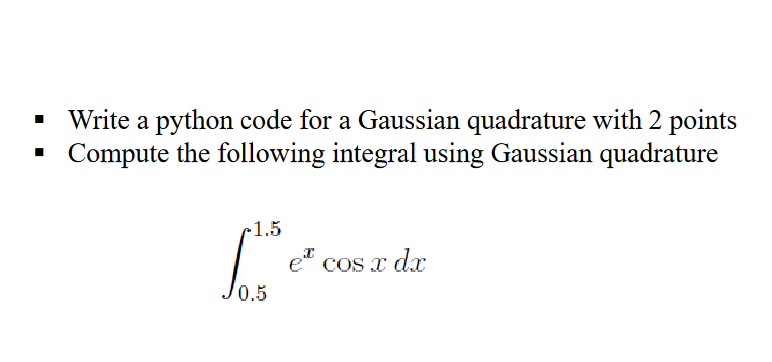 ▪ Write a python code for a Gaussian quadrature with 2 points
▪ Compute the following integral using Gaussian quadrature
∫_{0.5}^{1.5} e^x cos x dx